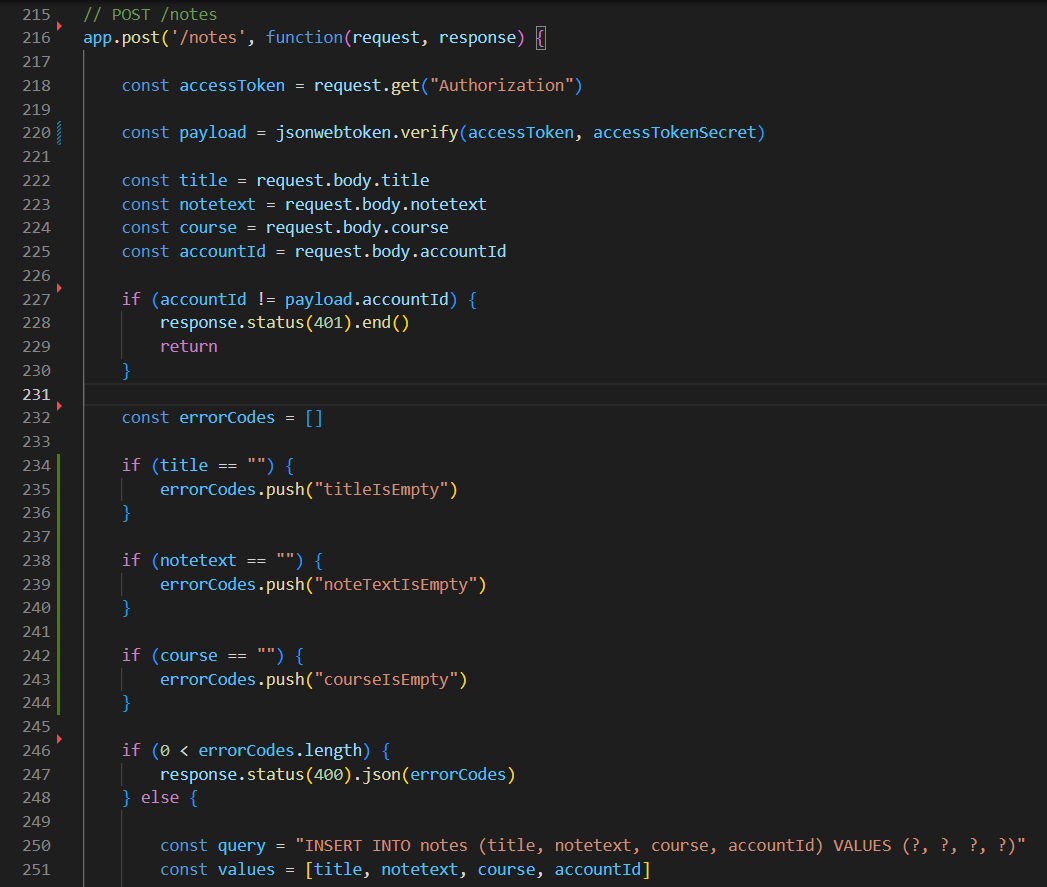 215 // POST /notes
216 app.post('/notes', function(request, response) {
217
218     const accessToken = request.get("Authorization")
219
220     const payload = jsonwebtoken.verify(accessToken, accessTokenSecret)
221
222     const title = request.body.title
223     const notetext = request.body.notetext
224     const course = request.body.course
225     const accountId = request.body.accountId
226
227     if (accountId != payload.accountId) {
228         response.status(401).end()
229         return
230     }
231
232     const errorCodes = []
233
234     if (title == "") {
235         errorCodes.push("titleIsEmpty")
236     }
237
238     if (notetext == "") {
239         errorCodes.push("noteTextIsEmpty")
240     }
241
242     if (course == "") {
243         errorCodes.push("courseIsEmpty")
244     }
245
246     if (0 < errorCodes.length) {
247         response.status(400).json(errorCodes)
248     } else {
249
250         const query = "INSERT INTO notes (title, notetext, course, accountId) VALUES (?, ?, ?, ?)"
251         const values = [title, notetext, course, accountId]